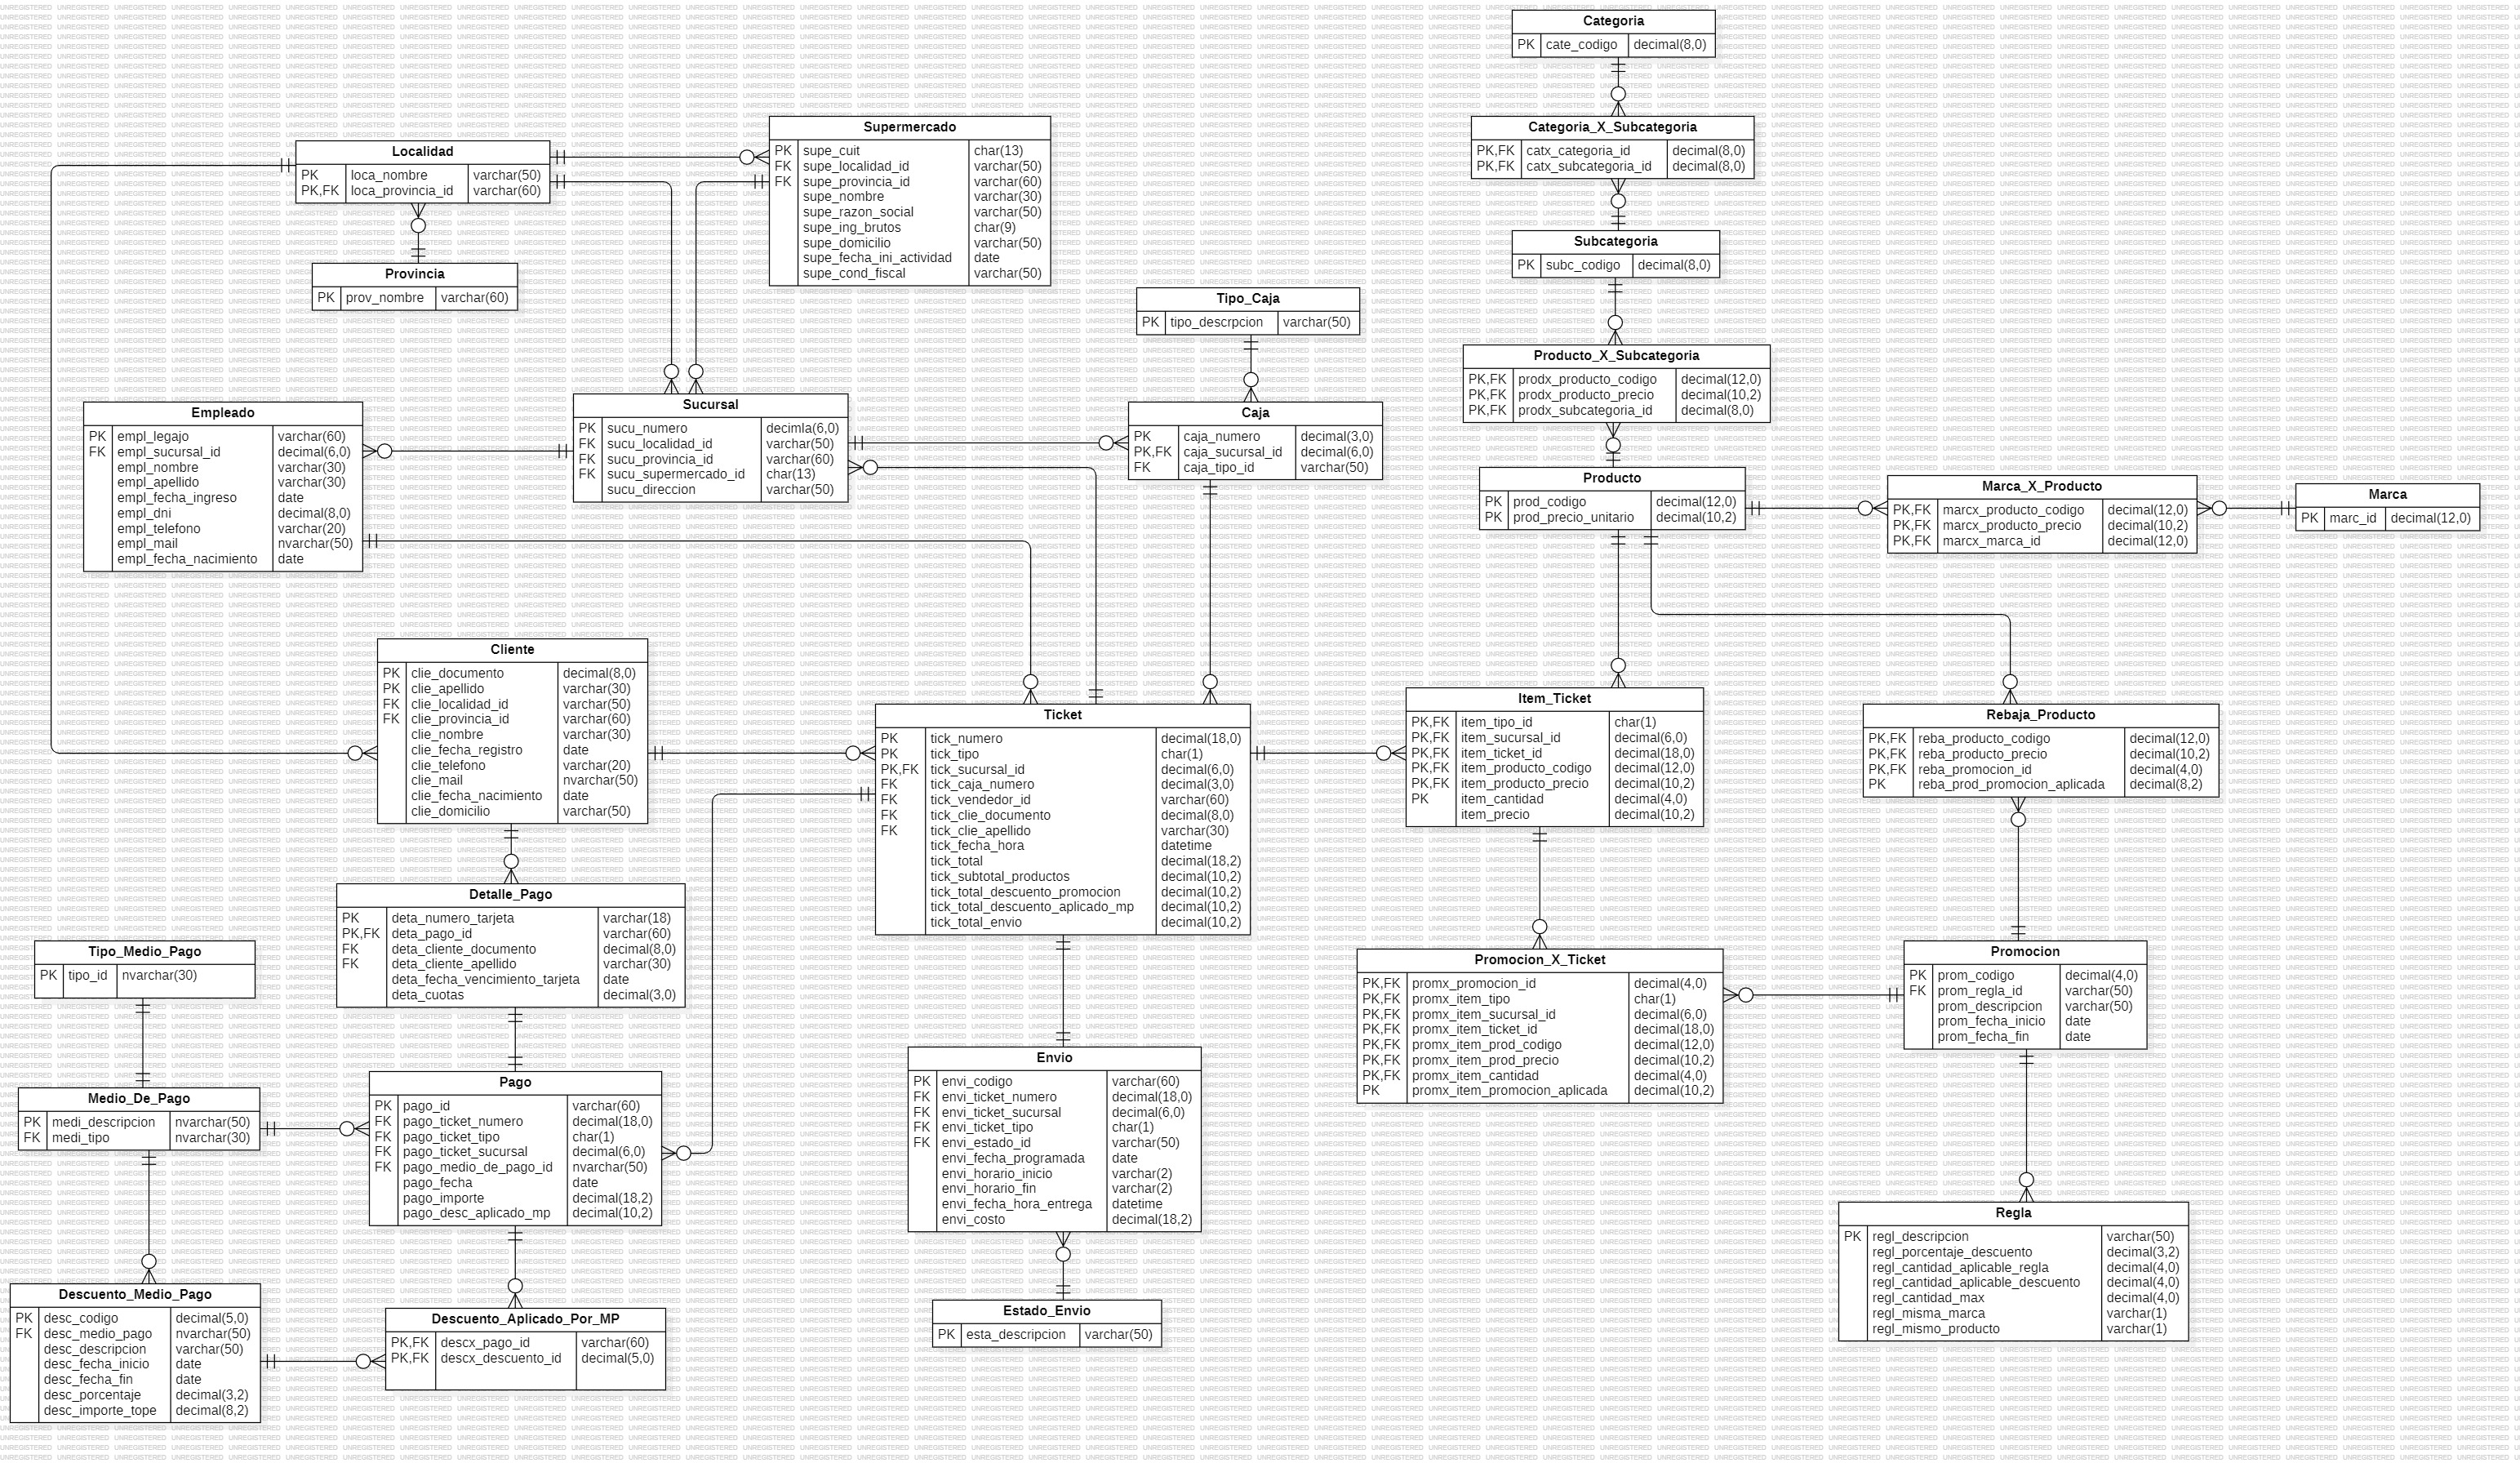 Categoria
PK cate_codigo decimal(8,0)
Categoria_X_Subcategoria
PK,FK catx_categoria_id decimal(8,0)
PK,FK catx_subcategoria_id decimal(8,0)
Supermercado
PK supe_cuit char(13)
FK supe_localidad_id varchar(50)
FK supe_provincia_id varchar(60)
supe_nombre varchar(30)
supe_razon_social varchar(50)
supe_ing_brutos char(9)
supe_domicilio varchar(50)
supe_fecha_ini_actividad date
supe_cond_fiscal varchar(50)
Localidad
PK loca_nombre varchar(50)
PK,FK loca_provincia_id varchar(60)
Provincia
PK prov_nombre varchar(60)
Subcategoria
PK subc_codigo decimal(8,0)
Tipo_Caja
PK tipo_descrpcion varchar(50)
Producto_X_Subcategoria
PK,FK prodx_producto_codigo decimal(12,0)
PK,FK prodx_producto_precio decimal(10,2)
PK,FK prodx_subcategoria_id decimal(8,0)
Empleado
PK empl_legajo varchar(60)
FK empl_sucursal_id decimal(6,0)
empl_nombre varchar(30)
empl_apellido varchar(30)
empl_fecha_ingreso date
empl_dni decimal(8,0)
empl_telefono varchar(20)
empl_mail nvarchar(50)
empl_fecha_nacimiento date
Sucursal
PK sucu_numero decimla(6,0)
FK sucu_localidad_id varchar(50)
FK sucu_provincia_id varchar(60)
FK sucu_supermercado_id char(13)
sucu_direccion varchar(50)
Caja
PK caja_numero decimal(3,0)
PK,FK caja_sucursal_id decimal(6,0)
FK caja_tipo_id varchar(50)
Producto
PK prod_codigo decimal(12,0)
PK prod_precio_unitario decimal(10,2)
Marca_X_Producto
PK,FK marcx_producto_codigo decimal(12,0)
PK,FK marcx_producto_precio decimal(10,2)
PK,FK marcx_marca_id decimal(12,0)
Marca
PK marc_id decimal(12,0)
Cliente
PK clie_documento decimal(8,0)
PK clie_apellido varchar(30)
FK clie_localidad_id varchar(50)
FK clie_provincia_id varchar(60)
clie_nombre varchar(30)
clie_fecha_registro date
clie_telefono varchar(20)
clie_mail nvarchar(50)
clie_fecha_nacimiento date
clie_domicilio varchar(50)
Ticket
PK tick_numero decimal(18,0)
PK tick_tipo char(1)
PK,FK tick_sucursal_id decimal(6,0)
FK tick_caja_numero decimal(3,0)
FK tick_vendedor_id varchar(60)
FK tick_clie_documento decimal(8,0)
FK tick_clie_apellido varchar(30)
tick_fecha_hora datetime
tick_total decimal(18,2)
tick_subtotal_productos decimal(10,2)
tick_total_descuento_promocion decimal(10,2)
tick_total_descuento_aplicado_mp decimal(10,2)
tick_total_envio decimal(10,2)
Item_Ticket
PK,FK item_tipo_id char(1)
PK,FK item_sucursal_id decimal(6,0)
PK,FK item_ticket_id decimal(18,0)
PK,FK item_producto_codigo decimal(12,0)
PK,FK item_producto_precio decimal(10,2)
PK item_cantidad decimal(4,0)
item_precio decimal(10,2)
Rebaja_Producto
PK,FK reba_producto_codigo decimal(12,0)
PK,FK reba_producto_precio decimal(10,2)
PK,FK reba_promocion_id decimal(4,0)
PK reba_prod_promocion_aplicada decimal(8,2)
Detalle_Pago
PK deta_numero_tarjeta varchar(18)
PK,FK deta_pago_id varchar(60)
FK deta_cliente_documento decimal(8,0)
FK deta_cliente_apellido varchar(30)
deta_fecha_vencimiento_tarjeta date
deta_cuotas decimal(3,0)
Tipo_Medio_Pago
PK tipo_id nvarchar(30)
Promocion_X_Ticket
PK,FK promx_promocion_id decimal(4,0)
PK,FK promx_item_tipo char(1)
PK,FK promx_item_sucursal_id decimal(6,0)
PK,FK promx_item_ticket_id decimal(18,0)
PK,FK promx_item_prod_codigo decimal(12,0)
PK,FK promx_item_prod_precio decimal(10,2)
PK,FK promx_item_cantidad decimal(4,0)
PK promx_item_promocion_aplicada decimal(10,2)
Promocion
PK prom_codigo decimal(4,0)
FK prom_regla_id varchar(50)
prom_descripcion varchar(50)
prom_fecha_inicio date
prom_fecha_fin date
Medio_De_Pago
PK medi_descripcion nvarchar(50)
FK medi_tipo nvarchar(30)
Pago
PK pago_id varchar(60)
FK pago_ticket_numero decimal(18,0)
FK pago_ticket_tipo char(1)
FK pago_ticket_sucursal decimal(6,0)
FK pago_medio_de_pago_id nvarchar(50)
pago_fecha date
pago_importe decimal(18,2)
pago_desc_aplicado_mp decimal(10,2)
Envio
PK envi_codigo varchar(60)
FK envi_ticket_numero decimal(18,0)
FK envi_ticket_sucursal decimal(6,0)
FK envi_ticket_tipo char(1)
FK envi_estado_id varchar(50)
envi_fecha_programada date
envi_horario_inicio varchar(2)
envi_horario_fin varchar(2)
envi_fecha_hora_entrega datetime
envi_costo decimal(18,2)
Regla
PK regl_descripcion varchar(50)
regl_porcentaje_descuento decimal(3,2)
regl_cantidad_aplicable_regla decimal(4,0)
regl_cantidad_aplicable_descuento decimal(4,0)
regl_cantidad_max decimal(4,0)
regl_misma_marca varchar(1)
regl_mismo_producto varchar(1)
Descuento_Medio_Pago
PK desc_codigo decimal(5,0)
FK desc_medio_pago nvarchar(50)
desc_descripcion varchar(50)
desc_fecha_inicio date
desc_fecha_fin date
desc_porcentaje decimal(3,2)
desc_importe_tope decimal(8,2)
Descuento_Aplicado_Por_MP
PK,FK descx_pago_id varchar(60)
PK,FK descx_descuento_id decimal(5,0)
Estado_Envio
PK esta_descripcion varchar(50)
UNREGISTERED